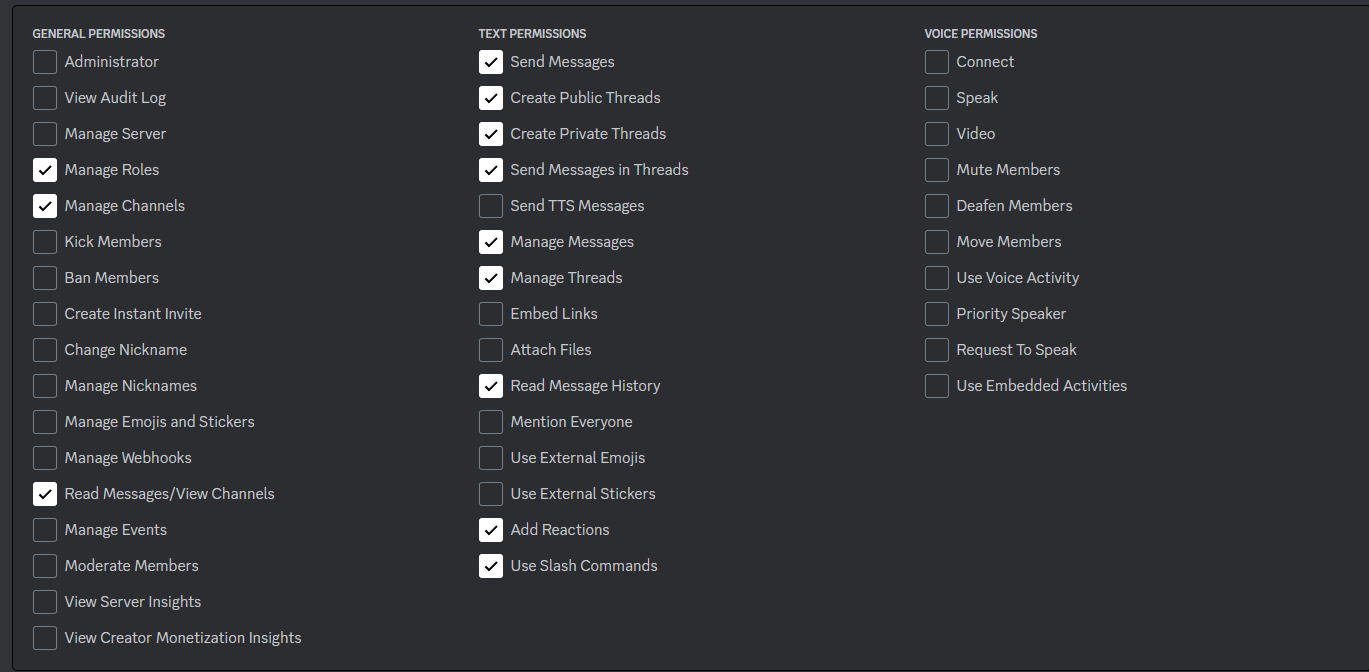 GENERAL PERMISSIONS
Administrator
View Audit Log
Manage Server
Manage Roles
Manage Channels
Kick Members
Ban Members
Create Instant Invite
Change Nickname
Manage Nicknames
Manage Emojis and Stickers
Manage Webhooks
Read Messages/View Channels
Manage Events
Moderate Members
View Server Insights
View Creator Monetization Insights
TEXT PERMISSIONS
Send Messages
Create Public Threads
Create Private Threads
Send Messages in Threads
Send TTS Messages
Manage Messages
Manage Threads
Embed Links
Attach Files
Read Message History
Mention Everyone
Use External Emojis
Use External Stickers
Add Reactions
Use Slash Commands
VOICE PERMISSIONS
Connect
Speak
Video
Mute Members
Deafen Members
Move Members
Use Voice Activity
Priority Speaker
Request To Speak
Use Embedded Activities